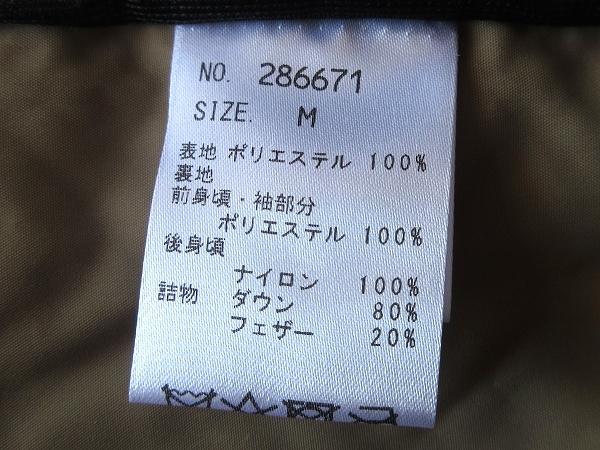 NO. 286671
SIZE. M
表地 ポリエステル 100%
裏地
前身頃・袖部分
ポリエステル 100%
後身頃
ナイロン 100%
詰物 ダウン 80%
フェザー 20%